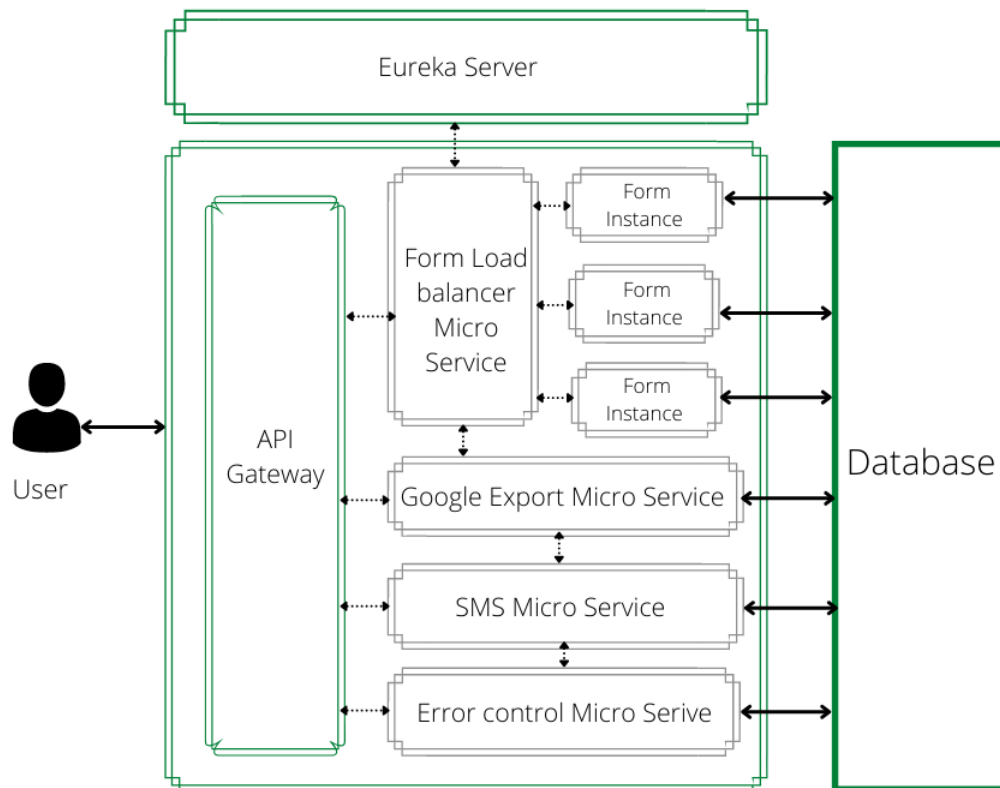 Eureka Server
Form
Instance
Form Load
balancer
Micro
Service
Form
Instance
Form
Instance
API
Gateway
User
Database
Google Export Micro Service
SMS Micro Service
Error control Micro Serive